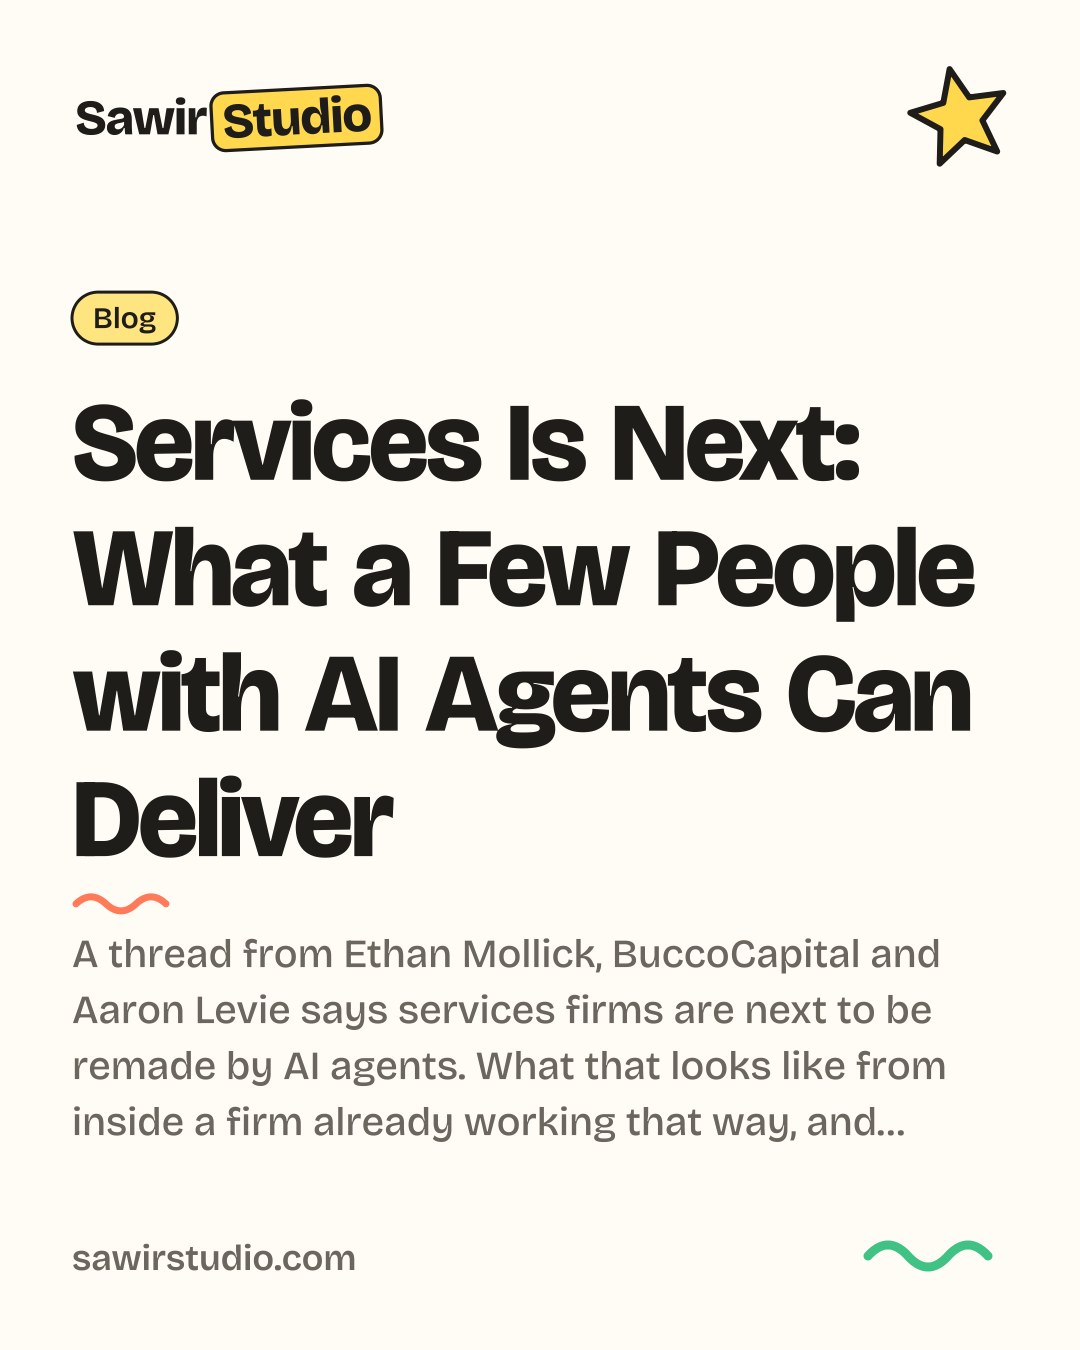 Sawir Studio
Blog
Services Is Next:
What a Few People
with AI Agents Can
Deliver
A thread from Ethan Mollick, BuccoCapital and
Aaron Levie says services firms are next to be
remade by AI agents. What that looks like from
inside a firm already working that way, and...
sawirstudio.com